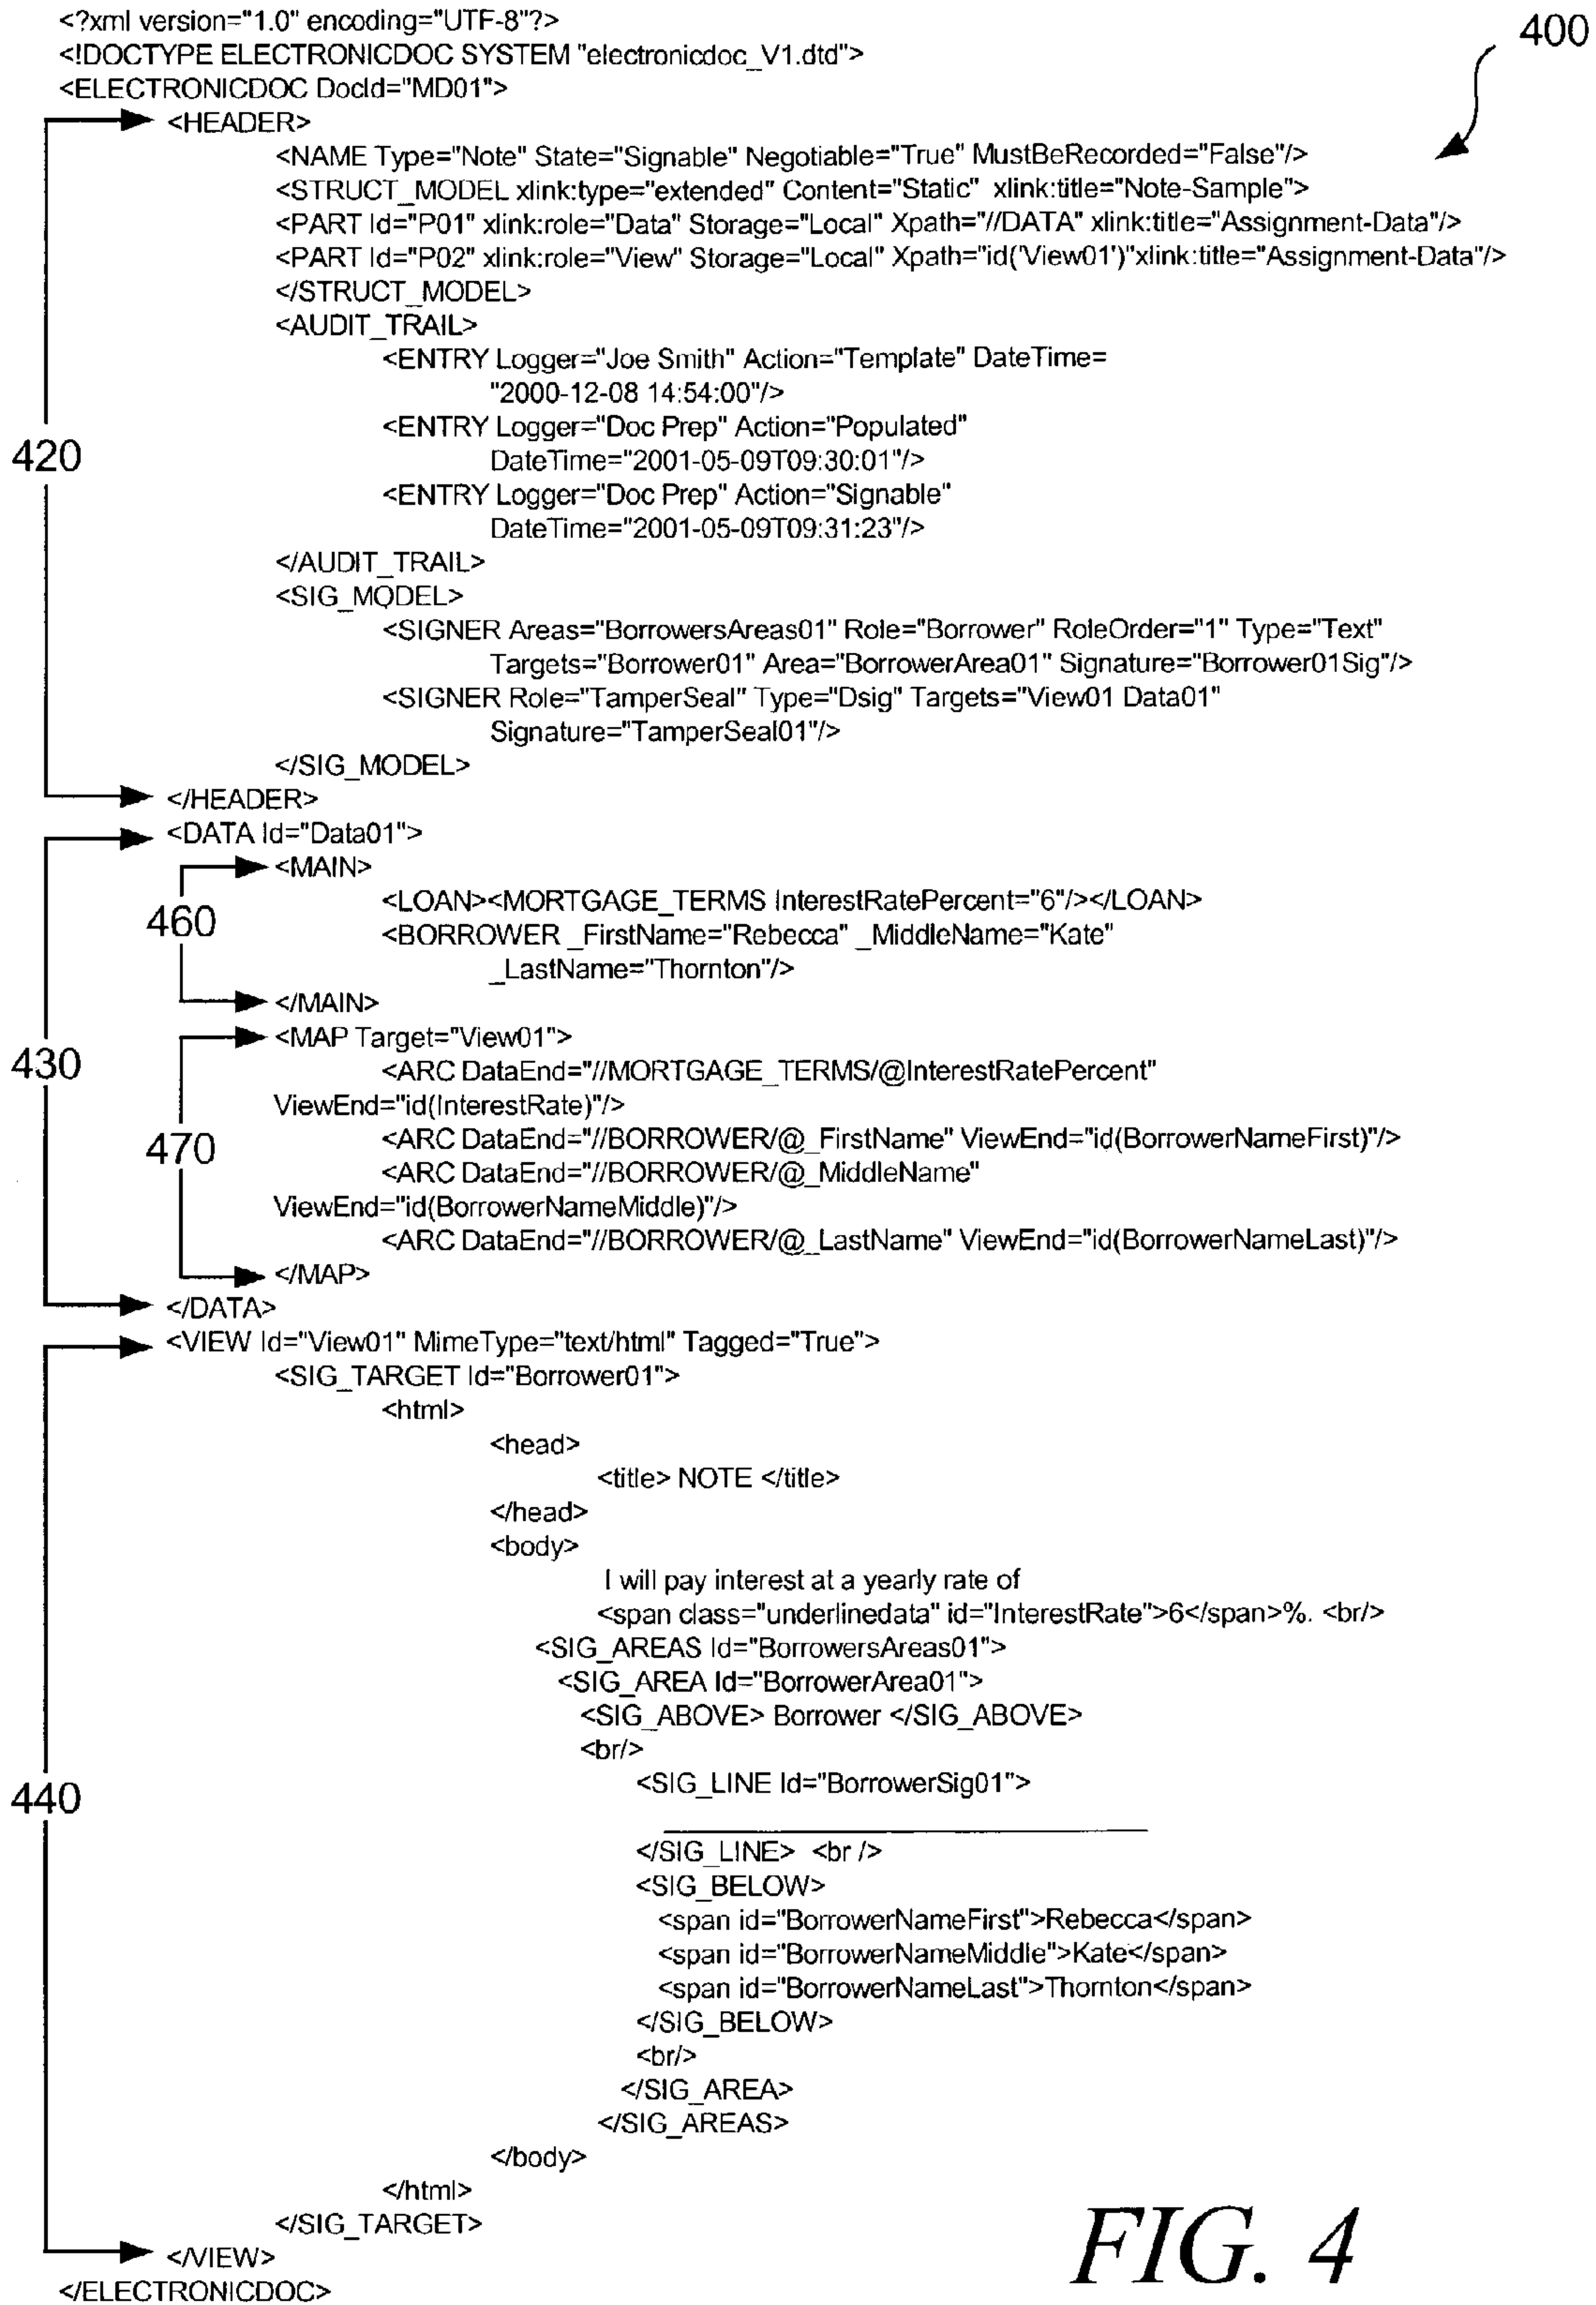 <?xml version="1.0" encoding="UTF-8"?>
400
<!DOCTYPE ELECTRONICDOC SYSTEM "electronicdoc_V1.dtd">
<ELECTRONICDOC DocId="MD01">
<HEADER>
<NAME Type="Note" State="Signable" Negotiable="True" MustBeRecorded="False"/>
<STRUCT_MODEL xlink:type="extended" Content="Static" xlink:title="Note-Sample">
<PART Id="P01" xlink:role="Data" Storage="Local" Xpath="//DATA" xlink:title="Assignment-Data"/>
<PART Id="P02" xlink:role="View" Storage="Local" Xpath="id('View01')"xlink:title="Assignment-Data"/>
</STRUCT_MODEL>
<AUDIT_TRAIL>
<ENTRY Logger="Joe Smith" Action="Template" DateTime=
"2000-12-08 14:54:00"/>
<ENTRY Logger="Doc Prep" Action="Populated"
420
DateTime="2001-05-09T09:30:01"/>
<ENTRY Logger="Doc Prep" Action="Signable"
DateTime="2001-05-09T09:31:23"/>
</AUDIT_TRAIL>
<SIG_MODEL>
<SIGNER Areas="BorrowersAreas01" Role="Borrower" RoleOrder="1" Type="Text"
Targets="Borrower01" Area="BorrowerArea01" Signature="Borrower01Sig"/>
<SIGNER Role="TamperSeal" Type="Dsig" Targets="View01 Data01"
Signature="TamperSeal01"/>
</SIG_MODEL>
</HEADER>
<DATA Id="Data01">
<MAIN>
<LOAN><MORTGAGE_TERMS InterestRatePercent="6"/></LOAN>
460
<BORROWER _FirstName="Rebecca" _MiddleName="Kate"
_LastName="Thornton"/>
</MAIN>
<MAP Target="View01">
430
<ARC DataEnd="//MORTGAGE_TERMS/@InterestRatePercent"
ViewEnd="id(InterestRate)"/>
<ARC DataEnd="//BORROWER/@_FirstName" ViewEnd="id(BorrowerNameFirst)"/>
470
<ARC DataEnd="//BORROWER/@_MiddleName"
ViewEnd="id(BorrowerNameMiddle)"/>
<ARC DataEnd="//BORROWER/@_LastName" ViewEnd="id(BorrowerNameLast)"/>
</MAP>
</DATA>
<VIEW Id="View01" MimeType="text/html" Tagged="True">
<SIG_TARGET Id="Borrower01">
<html>
<head>
<title> NOTE </title>
</head>
<body>
I will pay interest at a yearly rate of
<span class="underlinedata" id="InterestRate">6</span>%. <br/>
<SIG_AREAS Id="BorrowersAreas01">
<SIG_AREA Id="BorrowerArea01">
<SIG_ABOVE> Borrower </SIG_ABOVE>
<br/>
<SIG_LINE Id="BorrowerSig01">
440
</SIG_LINE> <br />
<SIG_BELOW>
<span id="BorrowerNameFirst">Rebecca</span>
<span id="BorrowerNameMiddle">Kate</span>
<span id="BorrowerNameLast">Thornton</span>
</SIG_BELOW>
<br/>
</SIG_AREA>
</SIG_AREAS>
</body>
</html>
</SIG_TARGET>
</VIEW>
</ELECTRONICDOC>
FIG. 4